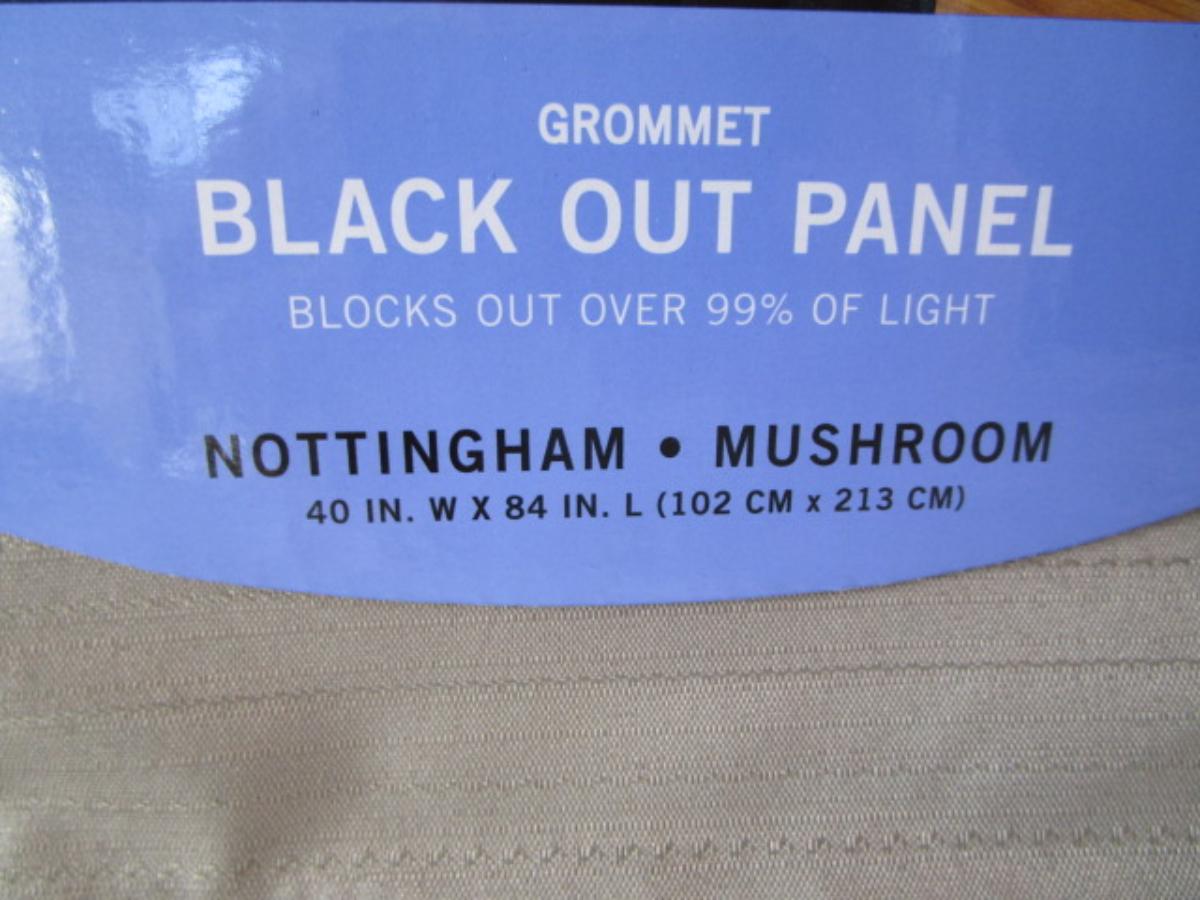 GROMMET
BLACK OUT PANEL
BLOCKS OUT OVER 99% OF LIGHT
NOTTINGHAM • MUSHROOM
40 IN. W X 84 IN. L (102 CM x 213 CM)